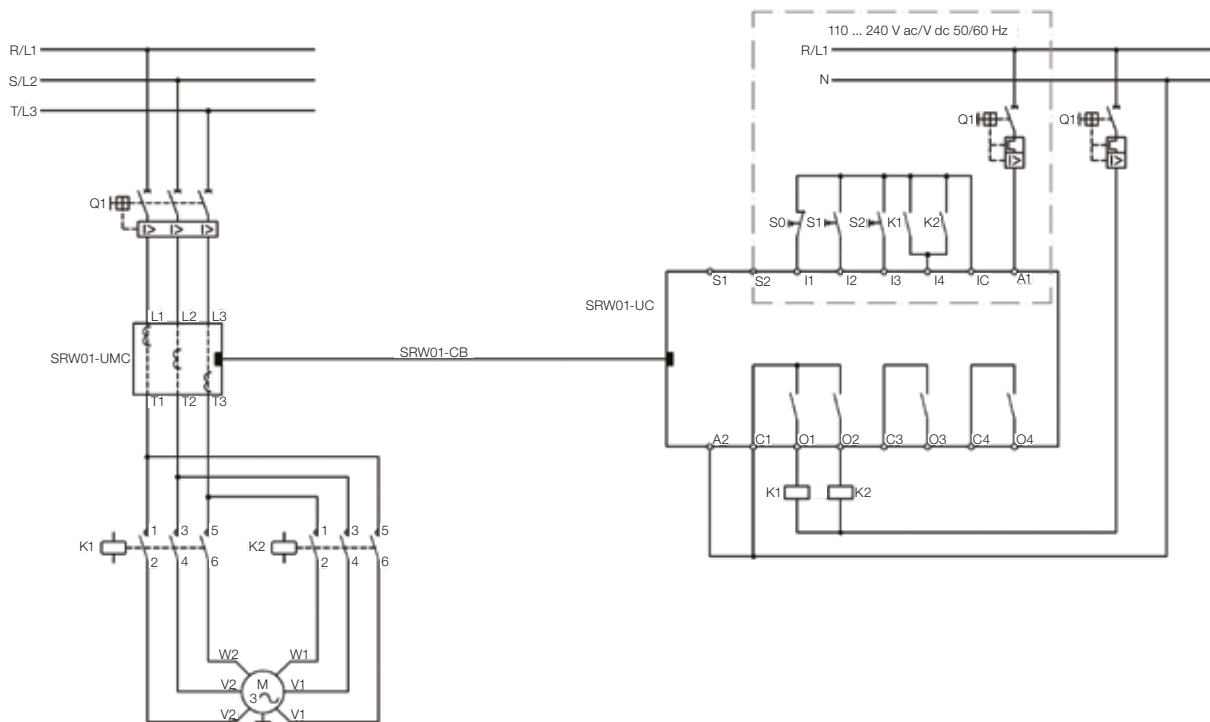 110 ... 240 V ac/V dc 50/60 Hz
R/L1
R/L1
S/L2
N
T/L3
Q1
Q1
Q1
I> I> I>
I>
I>
S0 S1 S2 K1 K2
S1 S2 I1 I2 I3 I4 IC A1
SRW01-UC
L1 L2 L3
SRW01-UMC
SRW01-CB
T1 T2 T3
A2 C1 O1 O2 C3 O3 C4 O4
K1 K2
K1 1 3 5
2 4 6
K2 1 3 5
2 4 6
W2 W1
M
3
V2 V1
V2 V1